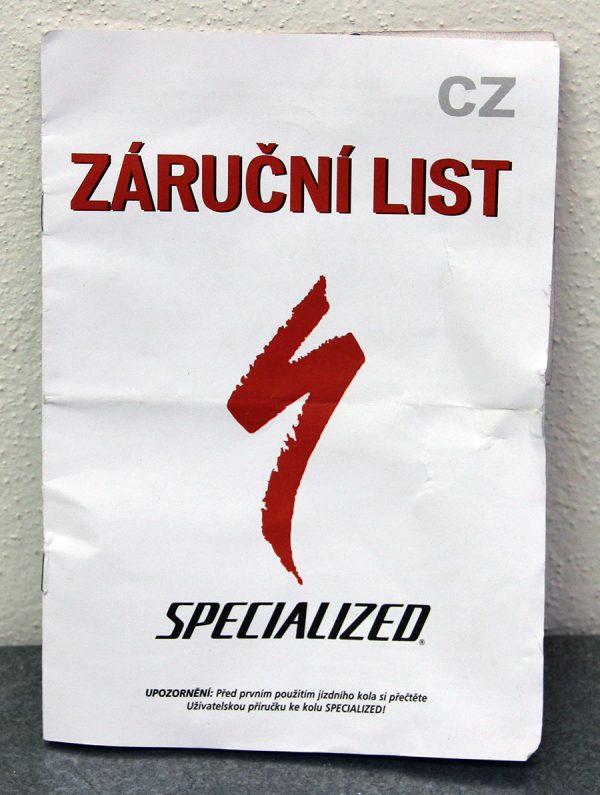 CZ
ZÁRUČNÍ LIST
SPECIALIZED®
UPOZORNĚNÍ: Před prvním použitím jízdního kola si přečtěte
Uživatelskou příručku ke kolu SPECIALIZED!